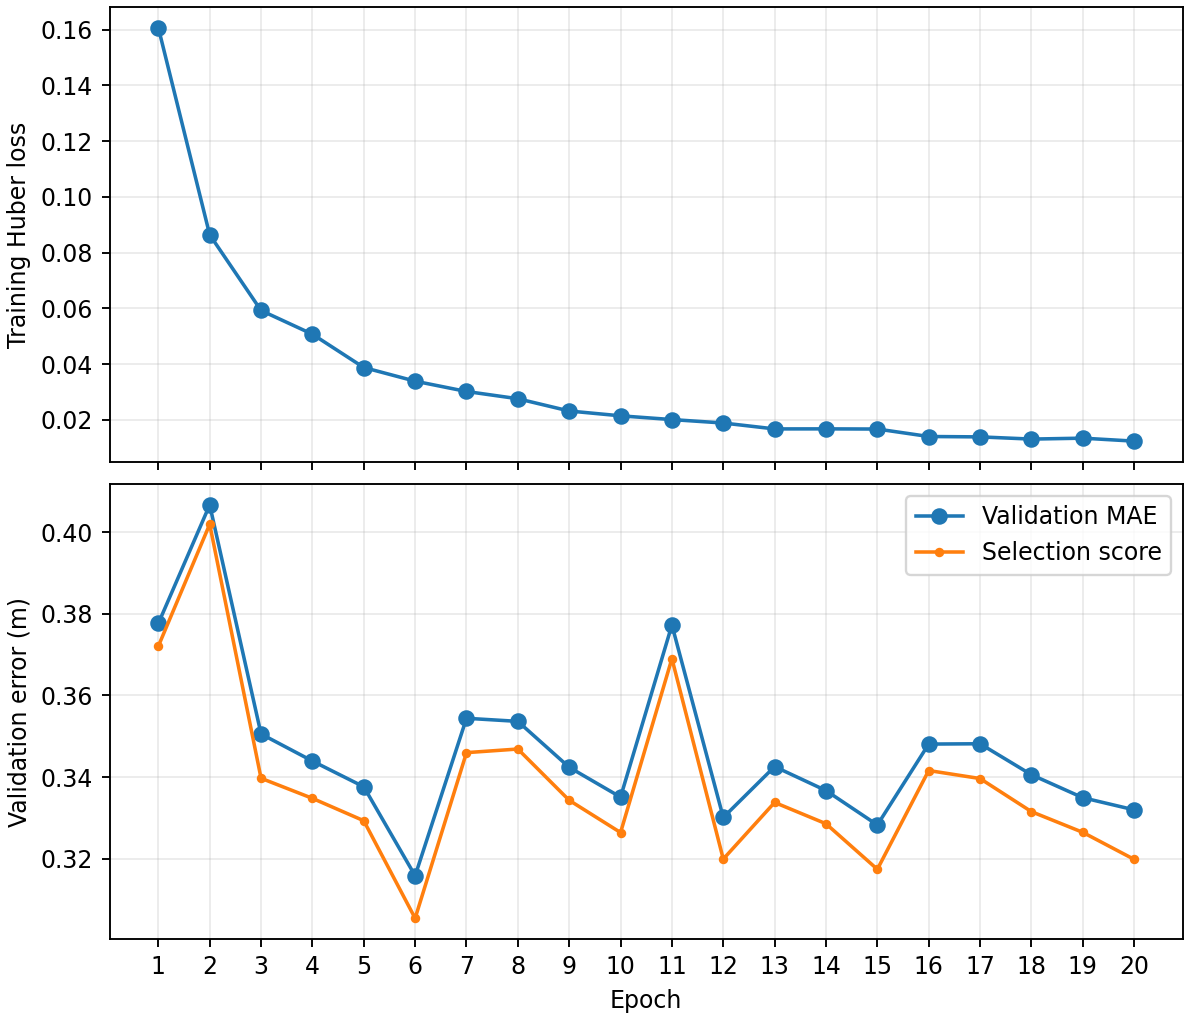 Training Huber loss
0.16
0.14
0.12
0.10
0.08
0.06
0.04
0.02
Validation error (m)
0.40
0.38
0.36
0.34
0.32
Validation MAE
Selection score
1 2 3 4 5 6 7 8 9 10 11 12 13 14 15 16 17 18 19 20
Epoch